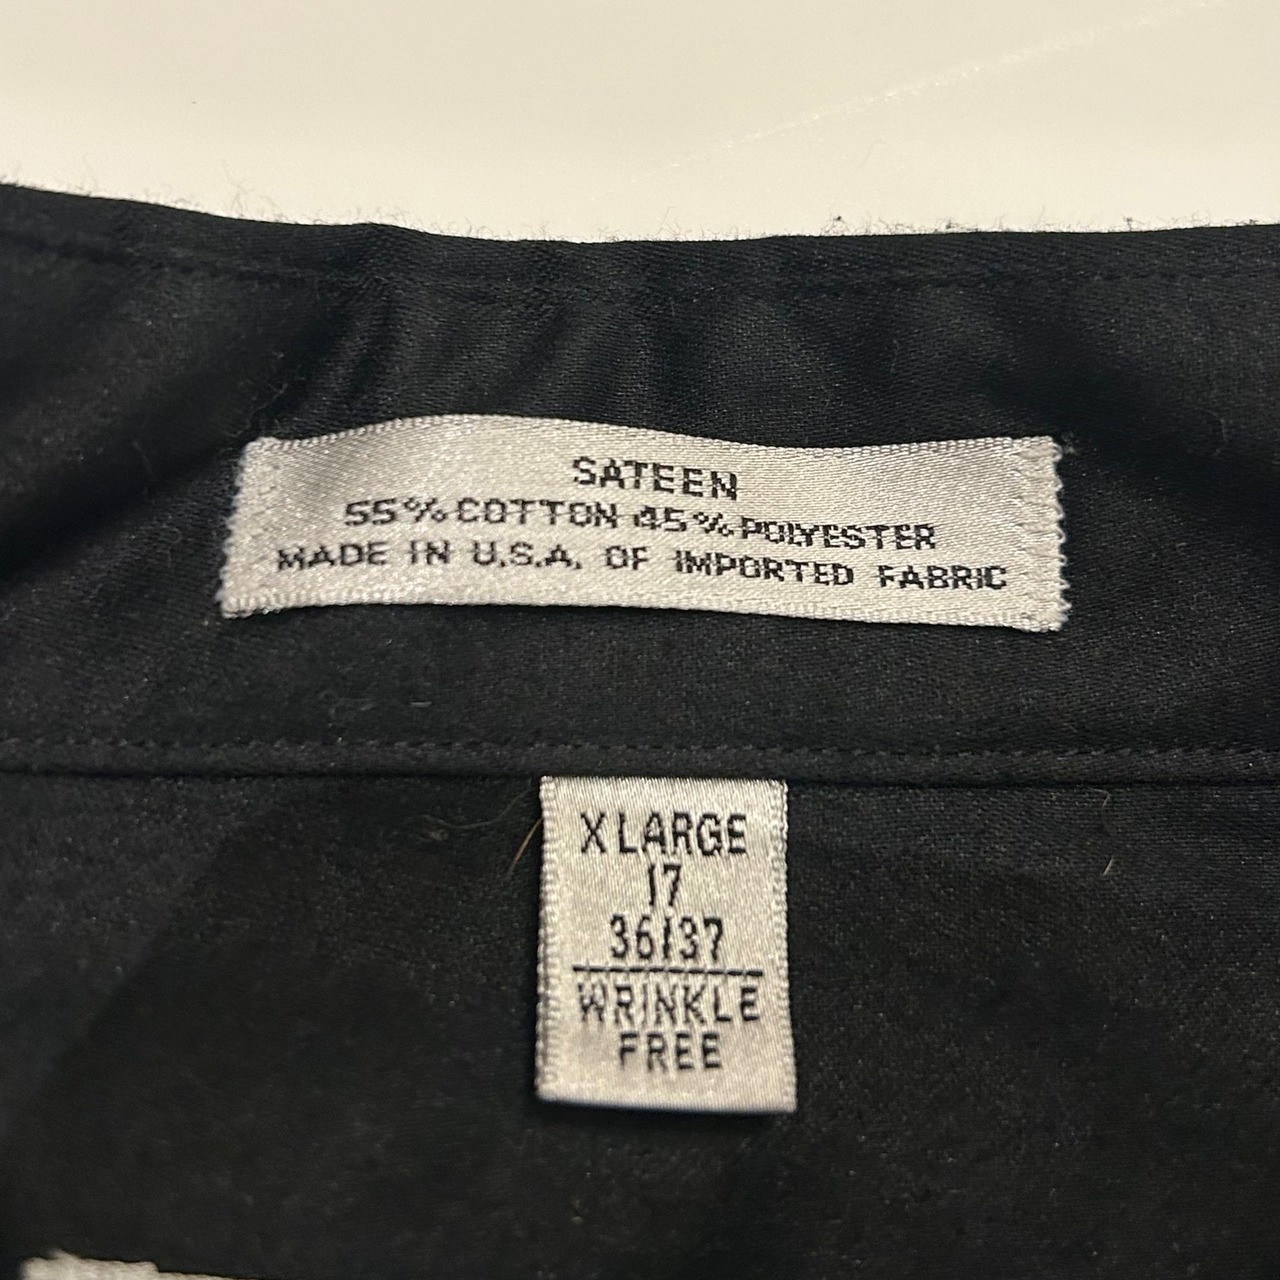 SATEEN
55% COTTON 45% POLYESTER
MADE IN U.S.A. OF IMPORTED FABRIC
X LARGE
17
36/37
WRINKLE
FREE